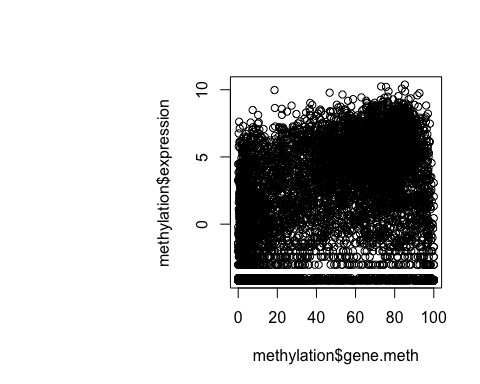 10
5
0
methylation$expression
0 20 40 60 80 100
methylation$gene.meth